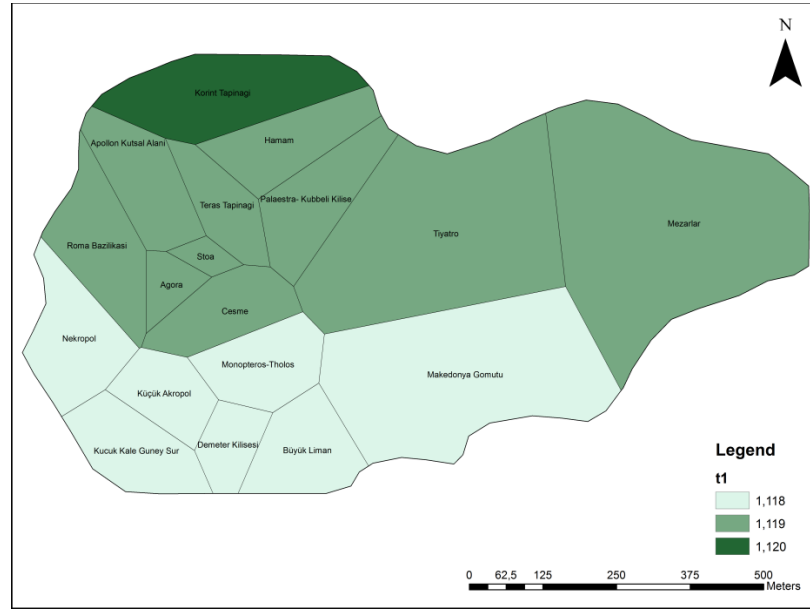 N
Korint Tapinagi
Apollon Kutsal Alani
Hamam
Teras Tapinagi
Palaestra- Kubbeli Kilise
Mezarlar
Tiyatro
Roma Bazilikasi
Stoa
Agora
Cesme
Nekropol
Monopteros-Tholos
Makedonya Gomutu
Küçük Akropol
Kucuk Kale Guney Sur
Demeter Kilisesi
Büyük Liman
Legend
t1
1,118
1,119
1,120
0 62,5 125 250 375 500
Meters